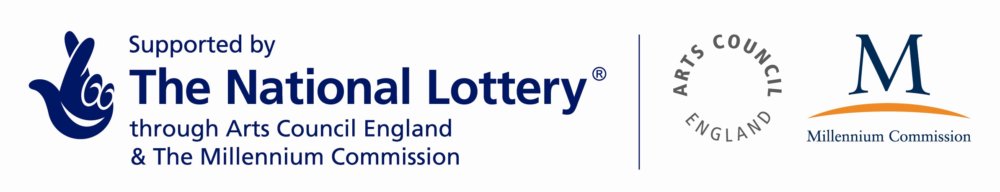 Supported by
The National Lottery®
through Arts Council England
& The Millennium Commission
ARTS COUNCIL
ENGLAND
M
Millennium Commission